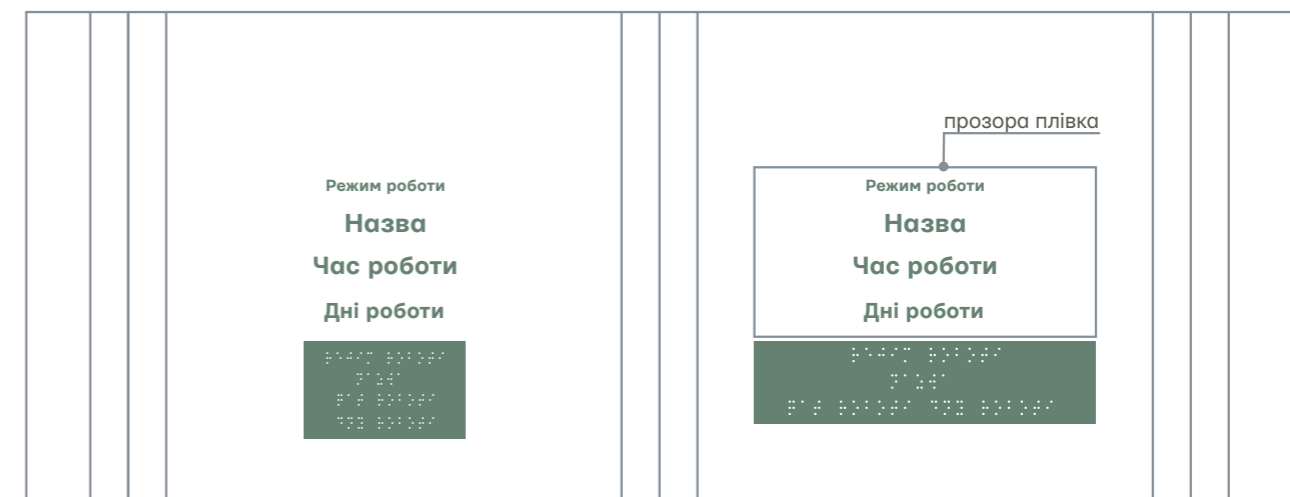 прозора плівка
Режим роботи
Назва
Час роботи
Дні роботи
Режим роботи
Назва
Час роботи
Дні роботи